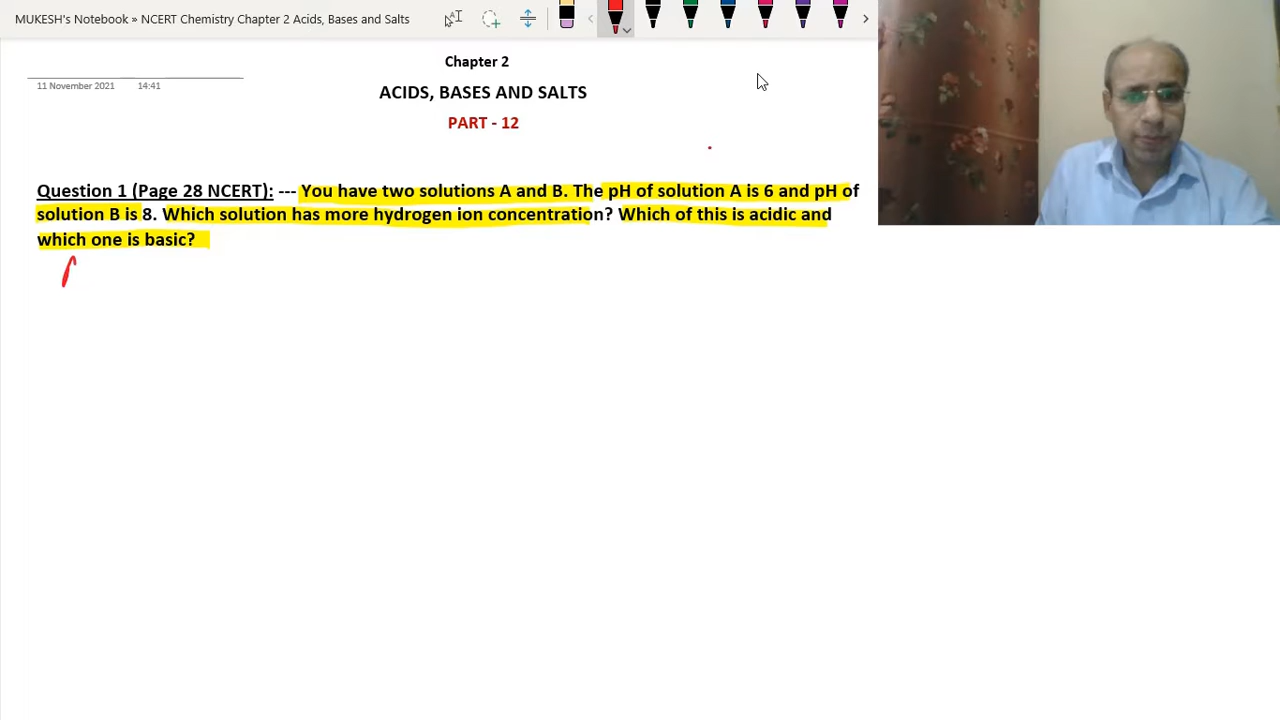 MUKESH's Notebook » NCERT Chemistry Chapter 2 Acids, Bases and Salts
Chapter 2
11 November 2021 14:41
ACIDS, BASES AND SALTS
PART - 12
Question 1 (Page 28 NCERT): --- You have two solutions A and B. The pH of solution A is 6 and pH of
solution B is 8. Which solution has more hydrogen ion concentration? Which of this is acidic and
which one is basic?